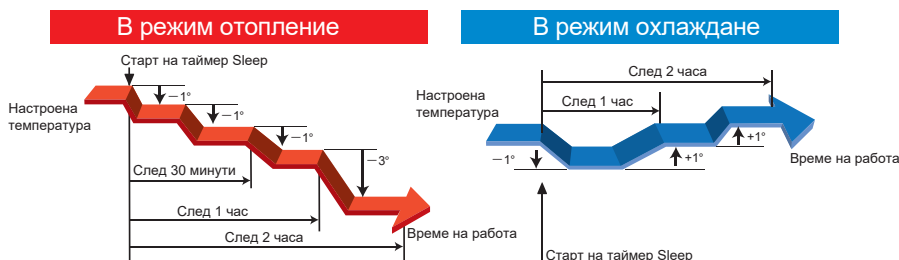 В режим отопление
Старт на таймер Sleep
Настроена
температура
−1°
−1°
−1°
−3°
След 30 минути
След 1 час
След 2 часа
Време на работа
В режим охлаждане
След 2 часа
След 1 час
Настроена
температура
−1°
+1°
+1°
Време на работа
Старт на таймер Sleep